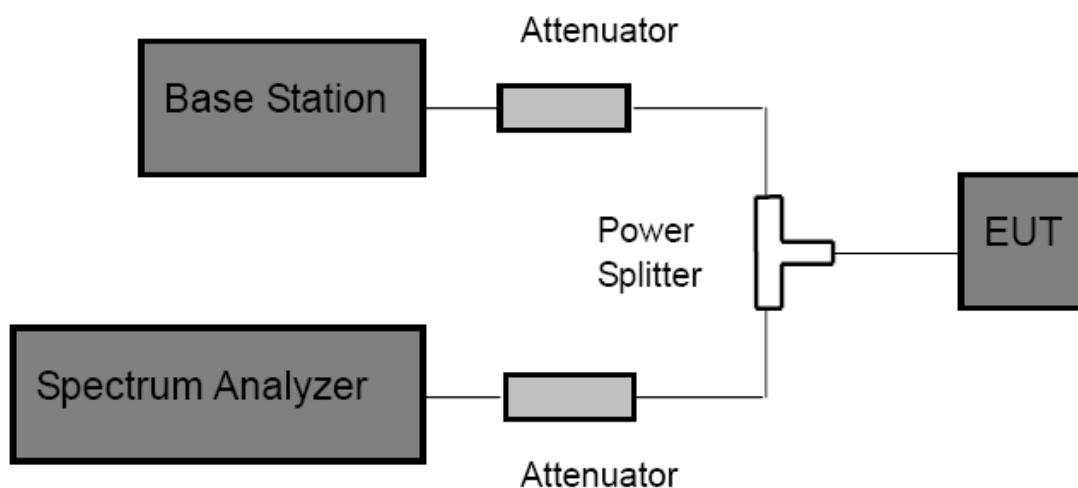 Attenuator
Base Station
Power
Splitter
EUT
Spectrum Analyzer
Attenuator